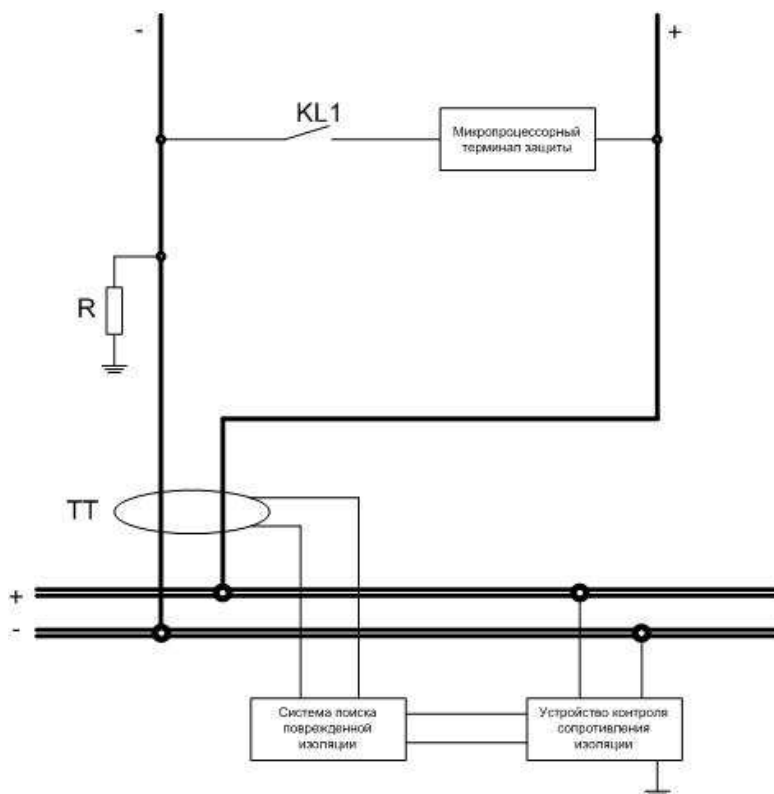 - +
KL1
Микропроцессорный
терминал защиты
R
TT
+
-
Система поиска
поврежденной
изоляции
Устройство контроля
сопротивления
изоляции